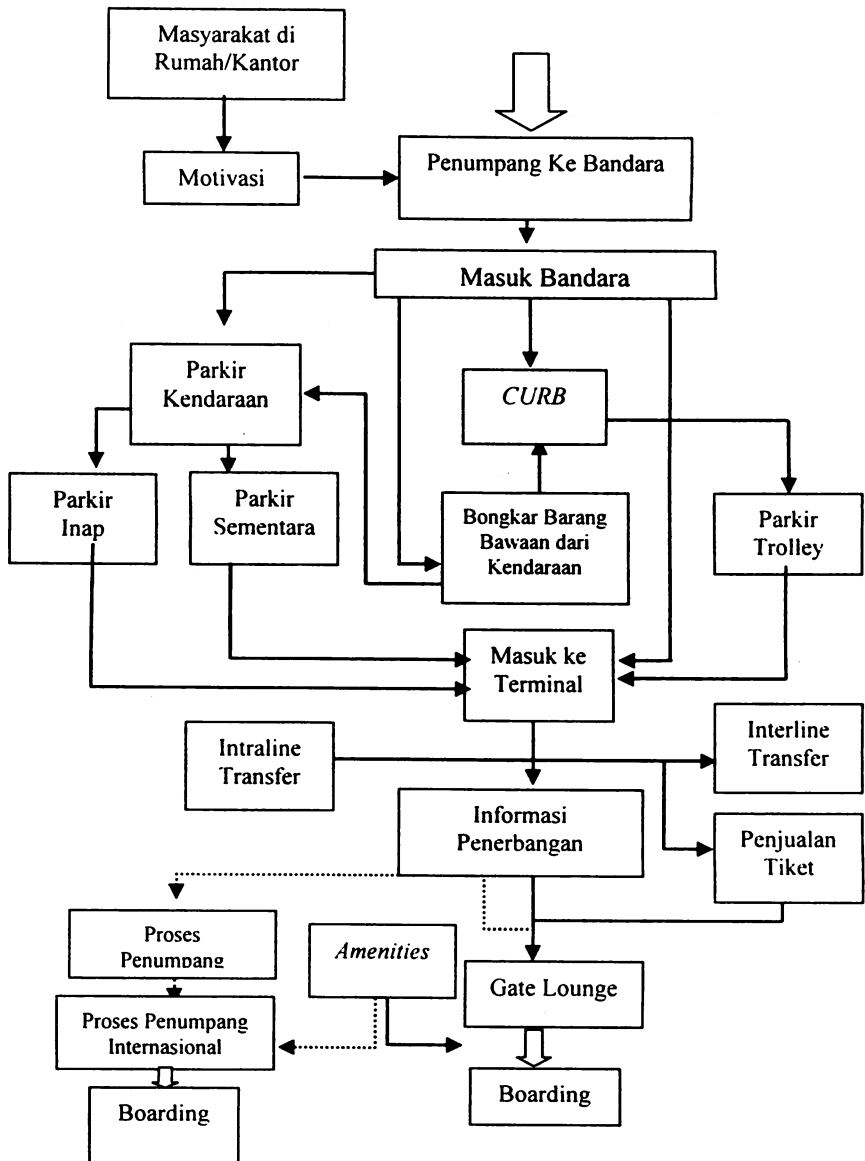 Masyarakat di
Rumah/Kantor
Motivasi
Penumpang Ke Bandara
Masuk Bandara
Parkir
Kendaraan
CURB
Parkir
Inap
Parkir
Sementara
Bongkar Barang
Bawaan dari
Kendaraan
Parkir
Trolley
Masuk ke
Terminal
Intraline
Transfer
Interline
Transfer
Informasi
Penerbangan
Penjualan
Tiket
Proses
Penumpang
Amenities
Gate Lounge
Proses Penumpang
Internasional
Boarding
Boarding